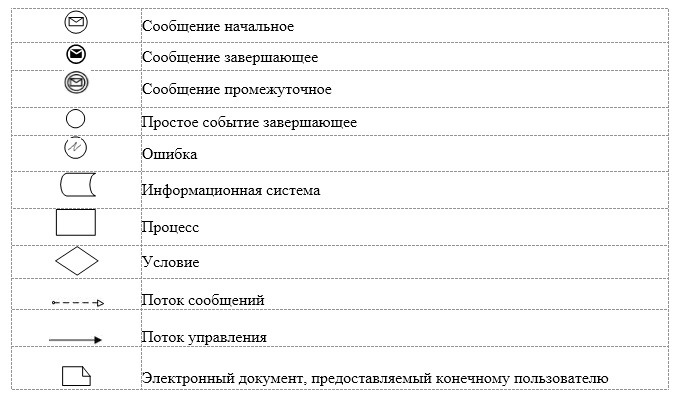 Сообщение начальное
Сообщение завершающее
Сообщение промежуточное
Простое событие завершающее
Ошибка
Информационная система
Процесс
Условие
Поток сообщений
Поток управления
Электронный документ, предоставляемый конечному пользователю